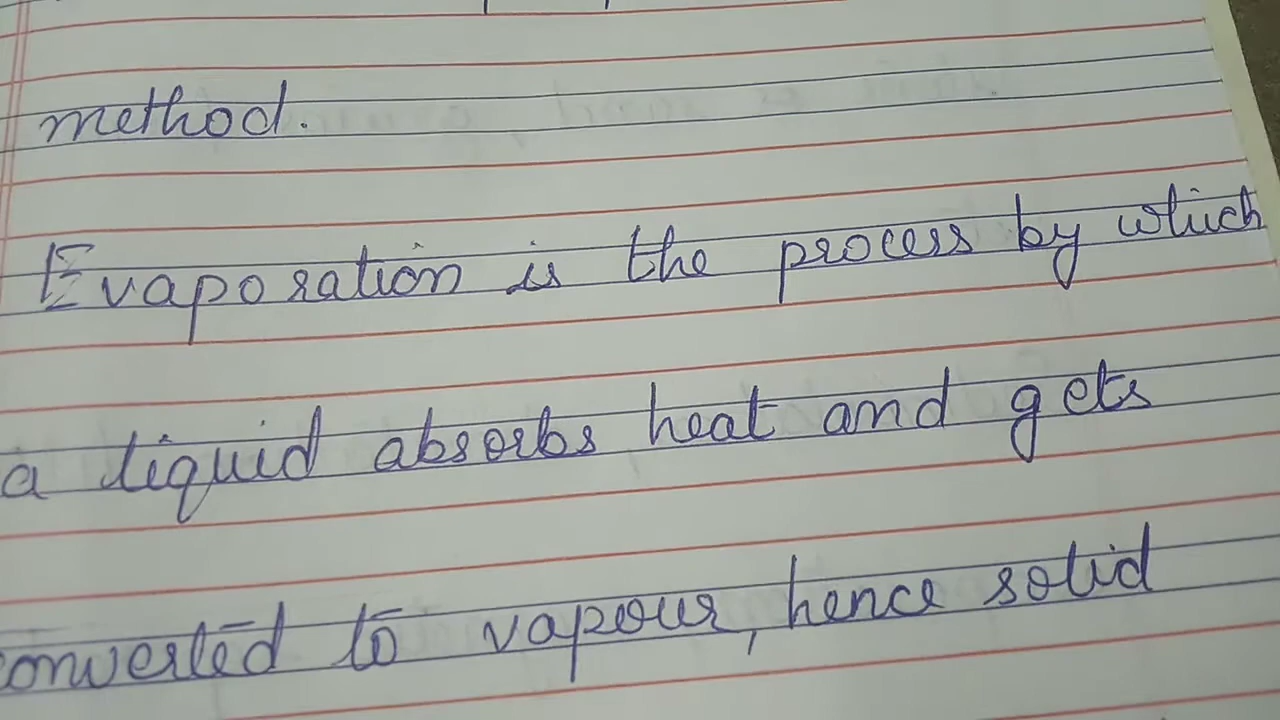 method.
Evaporation is the process by which
a liquid absorbs heat and gets
converted to vapour, hence solid